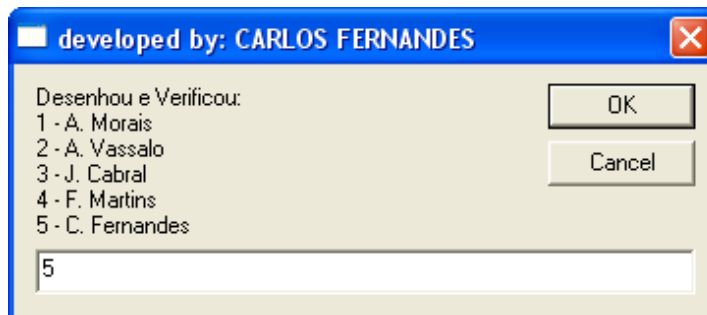 developed by: CARLOS FERNANDES
Desenhou e Verificou:
1 - A. Morais
2 - A. Vassalo
3 - J. Cabral
4 - F. Martins
5 - C. Fernandes
OK
Cancel
5